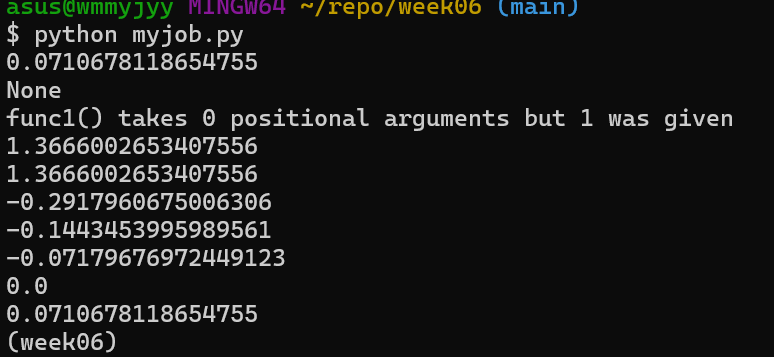 asus@wmmyjyy MINGW64 ~/repo/week06 (main)
$ python myjob.py
0.0710678118654755
None
func1() takes 0 positional arguments but 1 was given
1.3666002653407556
1.3666002653407556
-0.2917960675006306
-0.1443453995989561
-0.07179676972449123
0.0
0.0710678118654755
(week06)